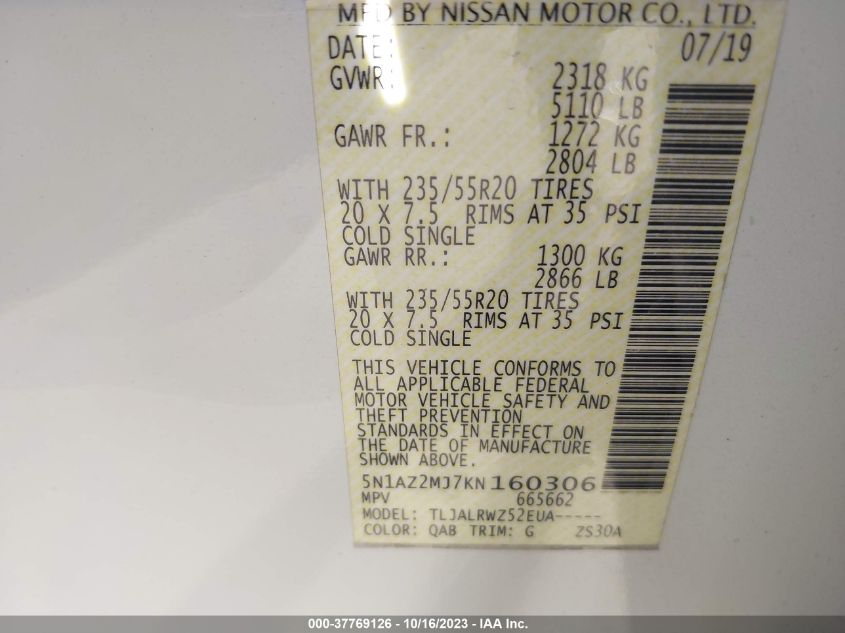 MFD BY NISSAN MOTOR CO., LTD.
DATE: 07/19
GVWR: 2318 KG
5110 LB
GAWR FR.: 1272 KG
2804 LB
WITH 235/55R20 TIRES
20 X 7.5 RIMS AT 35 PSI
COLD SINGLE
GAWR RR.: 1300 KG
2866 LB
WITH 235/55R20 TIRES
20 X 7.5 RIMS AT 35 PSI
COLD SINGLE
THIS VEHICLE CONFORMS TO
ALL APPLICABLE FEDERAL
MOTOR VEHICLE SAFETY AND
THEFT PREVENTION
STANDARDS IN EFFECT ON
THE DATE OF MANUFACTURE
SHOWN ABOVE.
5N1AZ2MJ7KN160306
MPV 665662
MODEL: TLJALRWZ52EUA-----
COLOR: QAB TRIM: G ZS30A
000-37769126 - 10/16/2023 - IAA Inc.